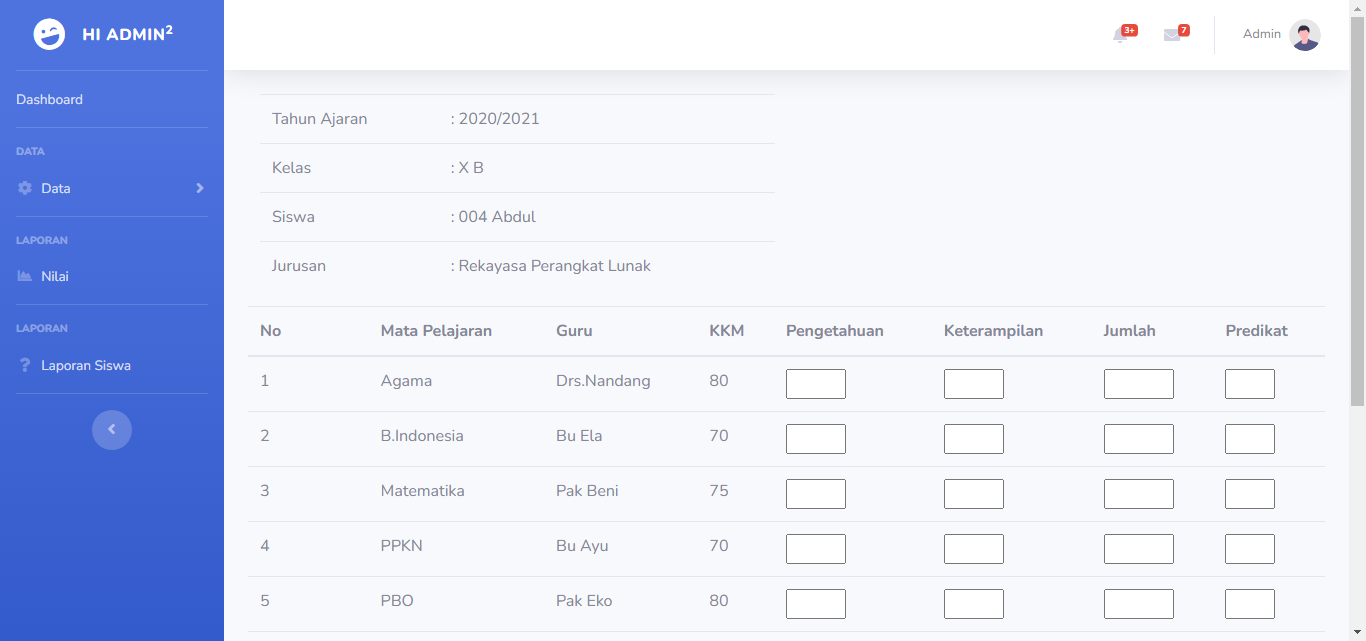 HI ADMIN2
3+
7
Admin
Dashboard
DATA
Data
LAPORAN
Nilai
LAPORAN
? Laporan Siswa
Tahun Ajaran : 2020/2021
Kelas : X B
Siswa : 004 Abdul
Jurusan : Rekayasa Perangkat Lunak
No Mata Pelajaran Guru KKM Pengetahuan Keterampilan Jumlah Predikat
1 Agama Drs.Nandang 80
2 B.Indonesia Bu Ela 70
3 Matematika Pak Beni 75
4 PPKN Bu Ayu 70
5 PBO Pak Eko 80